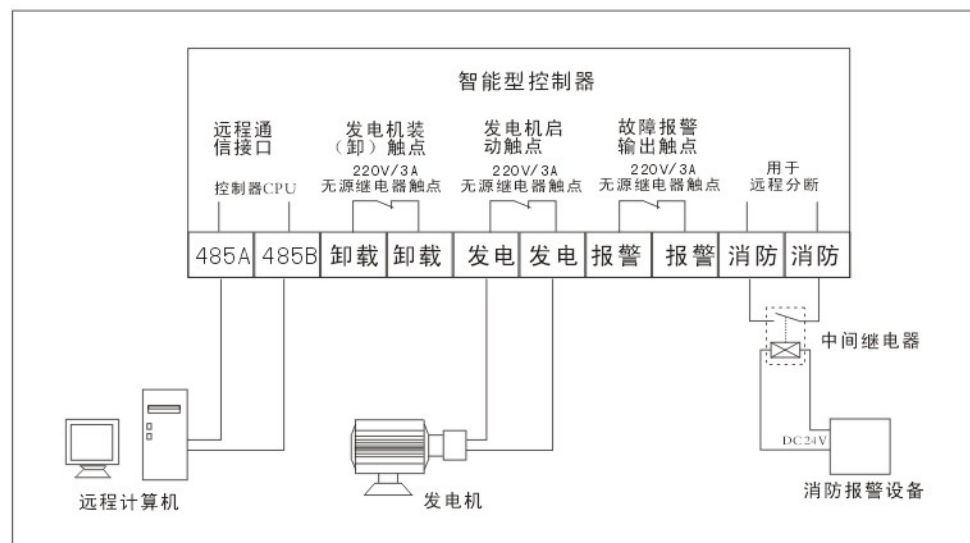 智能型控制器
远程通
信接口
发电机装
（卸）触点
发电机启
动触点
故障报警
输出触点
控制器CPU
220V/3A
无源继电器触点
220V/3A
无源继电器触点
220V/3A
无源继电器触点
用于
远程分断
485A 485B 卸载 卸载 发电 发电 报警 报警 消防 消防
中间继电器
DC24V
远程计算机
发电机
消防报警设备